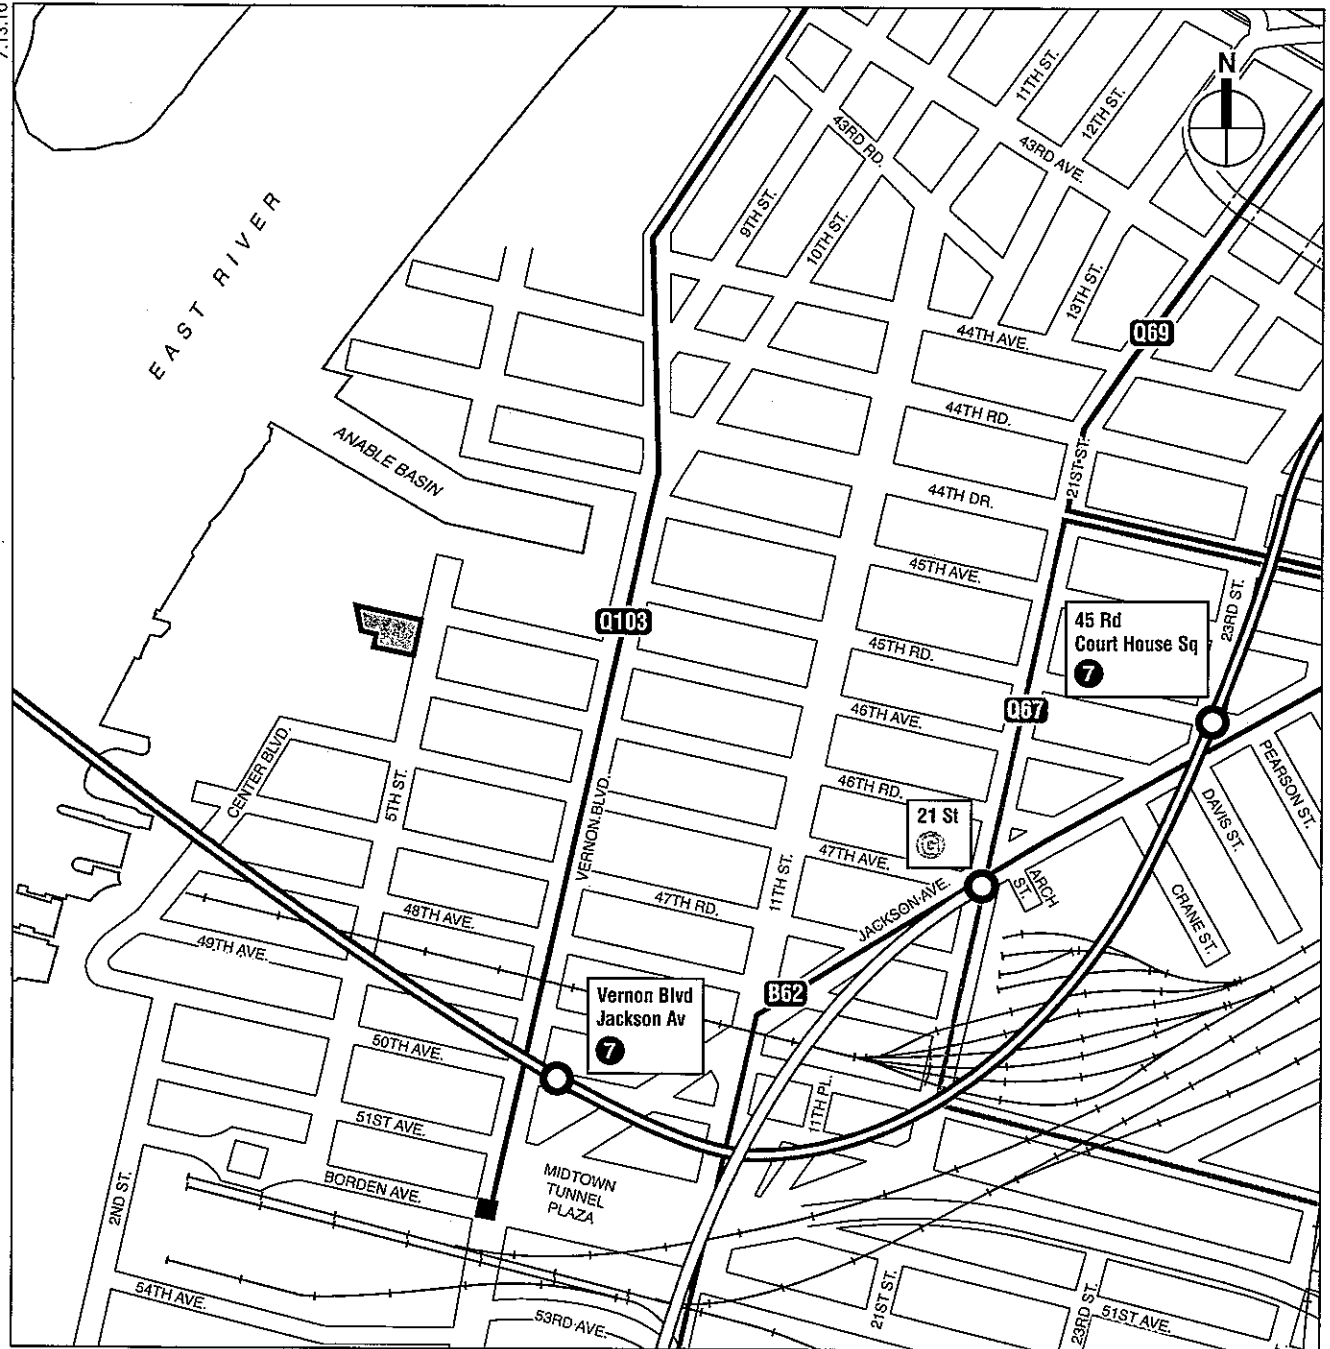 7.13.10
N
11TH ST.
12TH ST.
43RD RD.
43RD AVE.
9TH ST.
10TH ST.
13TH ST.
EAST RIVER
44TH AVE.
Q69
44TH RD.
ANABLE BASIN
21ST ST.
44TH DR.
45TH AVE.
Q103
45 Rd
Court House Sq
7
23RD ST.
45TH RD.
46TH AVE.
Q67
CENTER BLVD.
5TH ST.
VERNON BLVD.
46TH RD.
PEARSON ST.
DAVIS ST.
21 St
G
47TH AVE.
11TH ST.
ARCH
ST.
CRANE ST.
47TH RD.
JACKSON AVE.
48TH AVE.
49TH AVE.
B62
Vernon Blvd
Jackson Av
7
50TH AVE.
11TH PL.
51ST AVE.
MIDTOWN
TUNNEL
PLAZA
BORDEN AVE.
2ND ST.
54TH AVE.
53RD AVE.
21ST ST.
23RD ST.
51ST AVE.